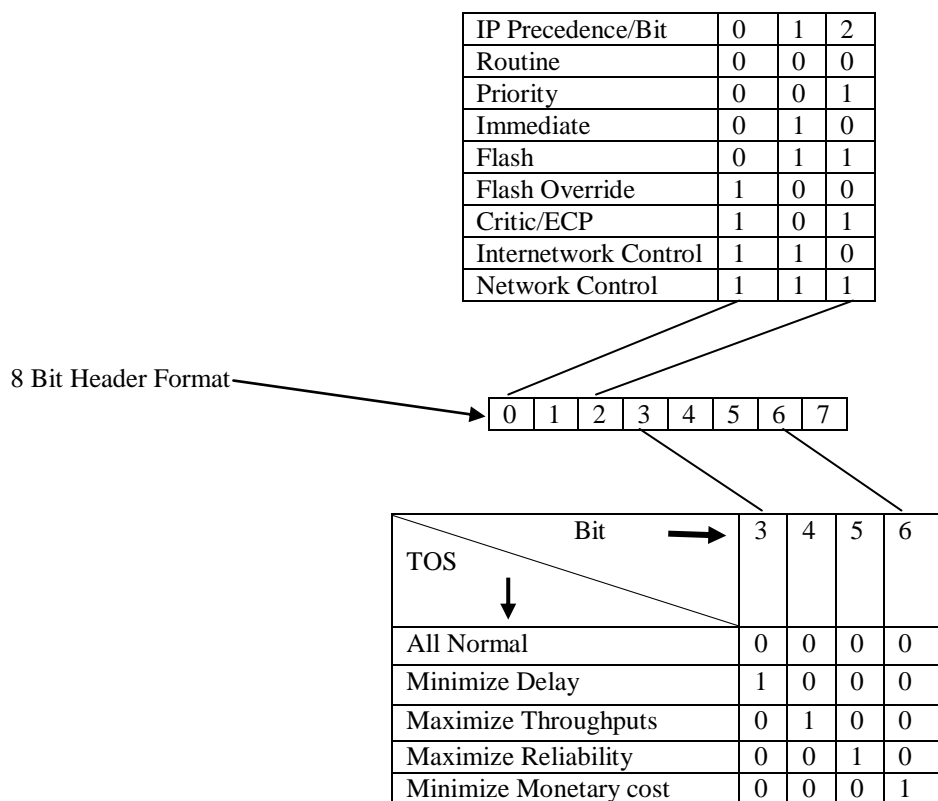 IP Precedence/Bit 0 1 2
Routine 0 0 0
Priority 0 0 1
Immediate 0 1 0
Flash 0 1 1
Flash Override 1 0 0
Critic/ECP 1 0 1
Internetwork Control 1 1 0
Network Control 1 1 1
8 Bit Header Format
0 1 2 3 4 5 6 7
Bit 3 4 5 6
TOS
All Normal 0 0 0 0
Minimize Delay 1 0 0 0
Maximize Throughputs 0 1 0 0
Maximize Reliability 0 0 1 0
Minimize Monetary cost 0 0 0 1